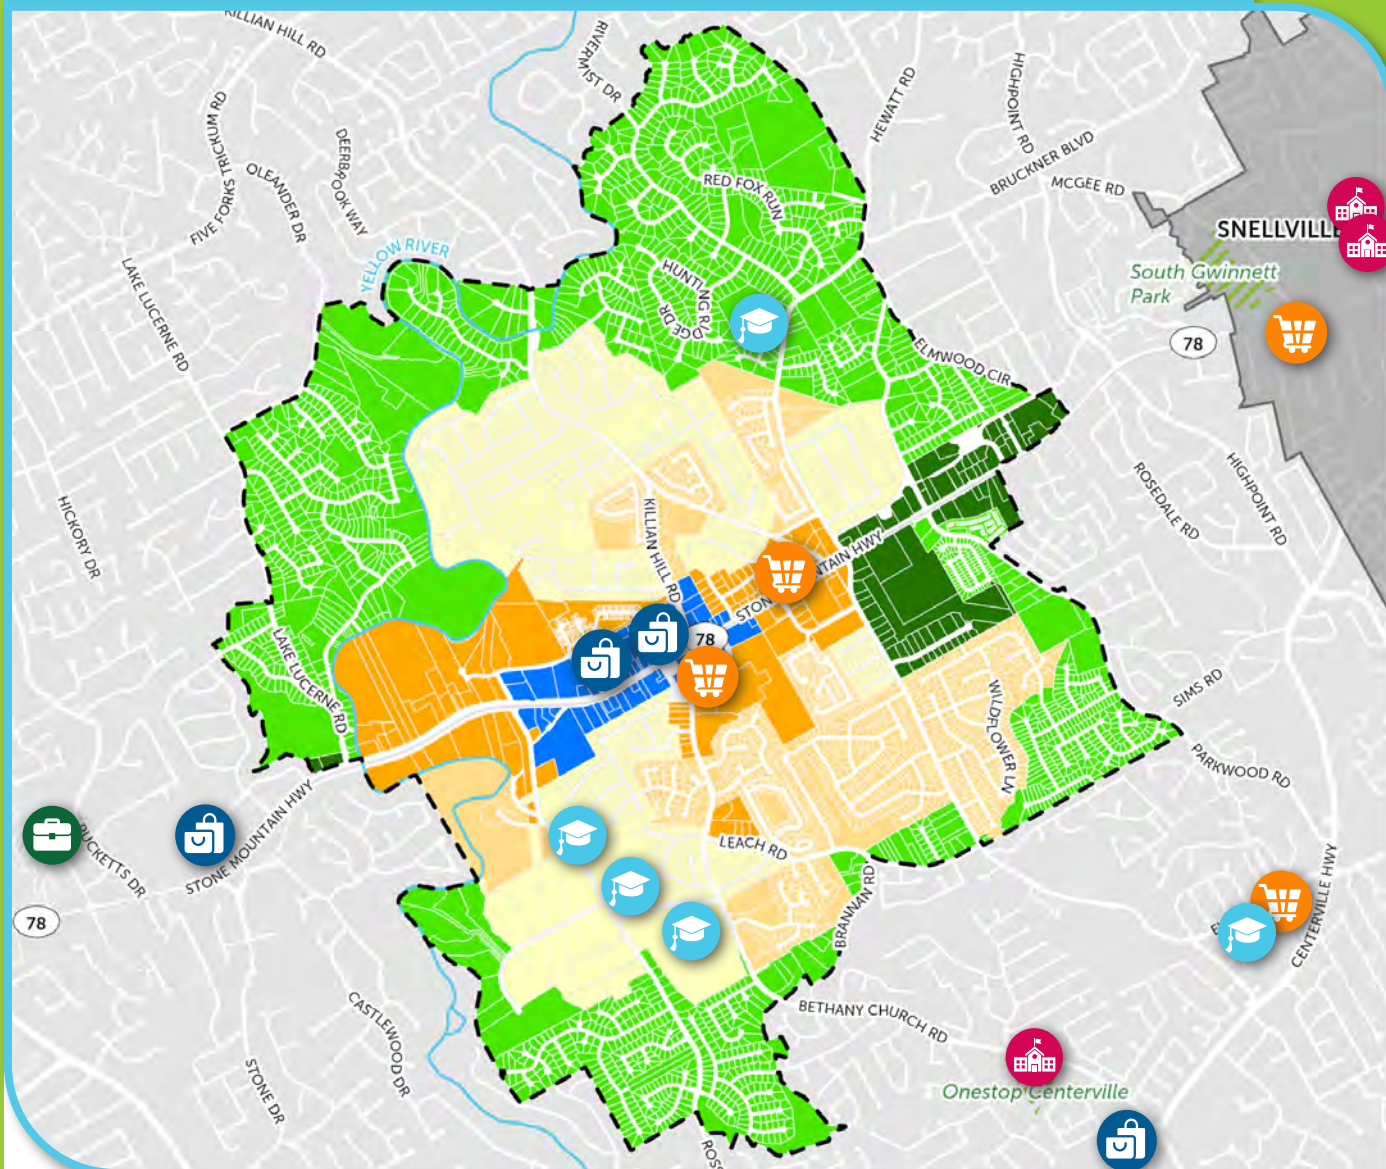 KILLIAN HILL RD
RIVERMIST DR
HEWATT RD
HIGHPOINT RD
BRUCKNER BLVD
MCGEE RD
FIVE FORKS TRICKUM RD
OLEANDER DR
DEERBROOK WAY
RED FOX RUN
SNELLVILLE
YELLOW RIVER
LAKE LUCERNE RD
HUNTING RIDGE DR
South Gwinnett
Park
78
ELMWOOD CIR
HICKORY DR
KILLIAN HILL RD
ROSEDALE RD
HIGHPOINT RD
MOUNTAIN HWY
STON
78
LAKE LUCERNE RD
WILDFLOWER LN
SIMS RD
PARKWOOD RD
STONE MOUNTAIN HWY
PUCKETTS DR
LEACH RD
BRANNAN RD
CENTERVILLE HWY
78
CASTLEWOOD DR
BETHANY CHURCH RD
STONE DR
Onestop Centerville
ROSS